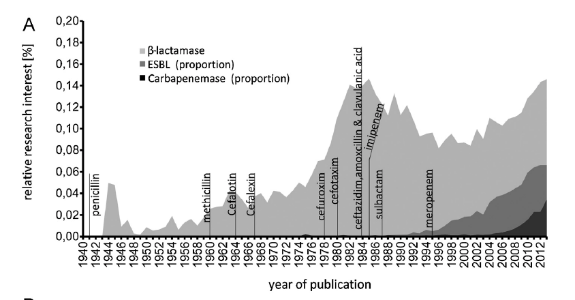 A
0,20
0,18
0,16
0,14
0,12
0,10
0,08
0,06
0,04
0,02
0,00
relative research interest [%]
β-lactamase
ESBL (proportion)
Carbapenemase (proportion)
penicillin
methicillin
Cefalotin
Cefalexin
cefuroxim
cefotaxim
ceftazidim,amoxcillin & clavulanic acid
imipenem
sulbactam
meropenem
1940 1942 1944 1946 1948 1950 1952 1954 1956 1958 1960 1962 1964 1966 1968 1970 1972 1974 1976 1978 1980 1982 1984 1986 1988 1990 1992 1994 1996 1998 2000 2002 2004 2006 2008 2010 2012
year of publication